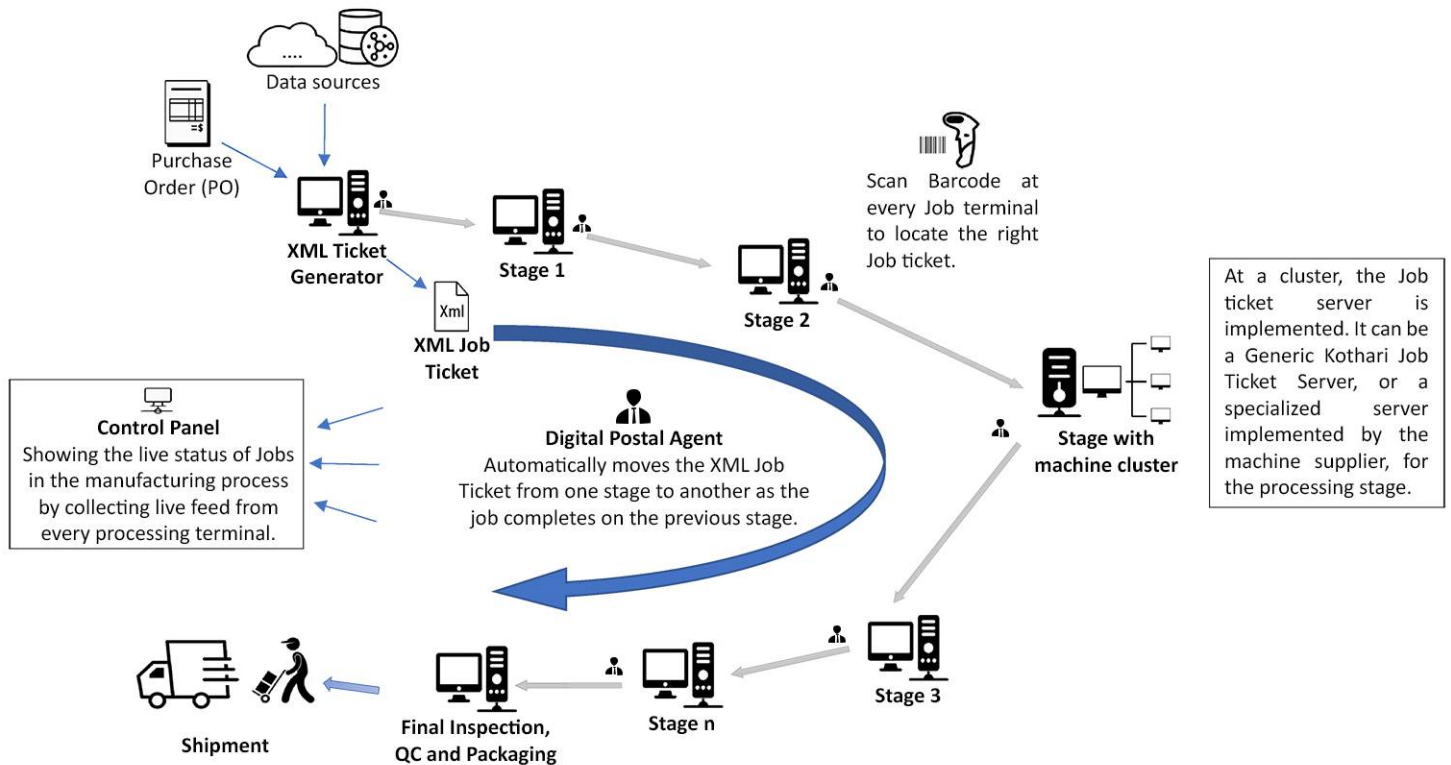 ....
Data sources
=$
Purchase
Order (PO)
XML Ticket
Generator
Stage 1
Stage 2
Scan Barcode at
every Job terminal
to locate the right
Job ticket.
Xml
XML Job
Ticket
Control Panel
Showing the live status of Jobs
in the manufacturing process
by collecting live feed from
every processing terminal.
Digital Postal Agent
Automatically moves the XML Job
Ticket from one stage to another as the
job completes on the previous stage.
Stage with
machine cluster
At a cluster, the Job
ticket server is
implemented. It can be
a Generic Kothari Job
Ticket Server, or a
specialized server
implemented by the
machine supplier, for
the processing stage.
Stage 3
Stage n
Final Inspection,
QC and Packaging
Shipment